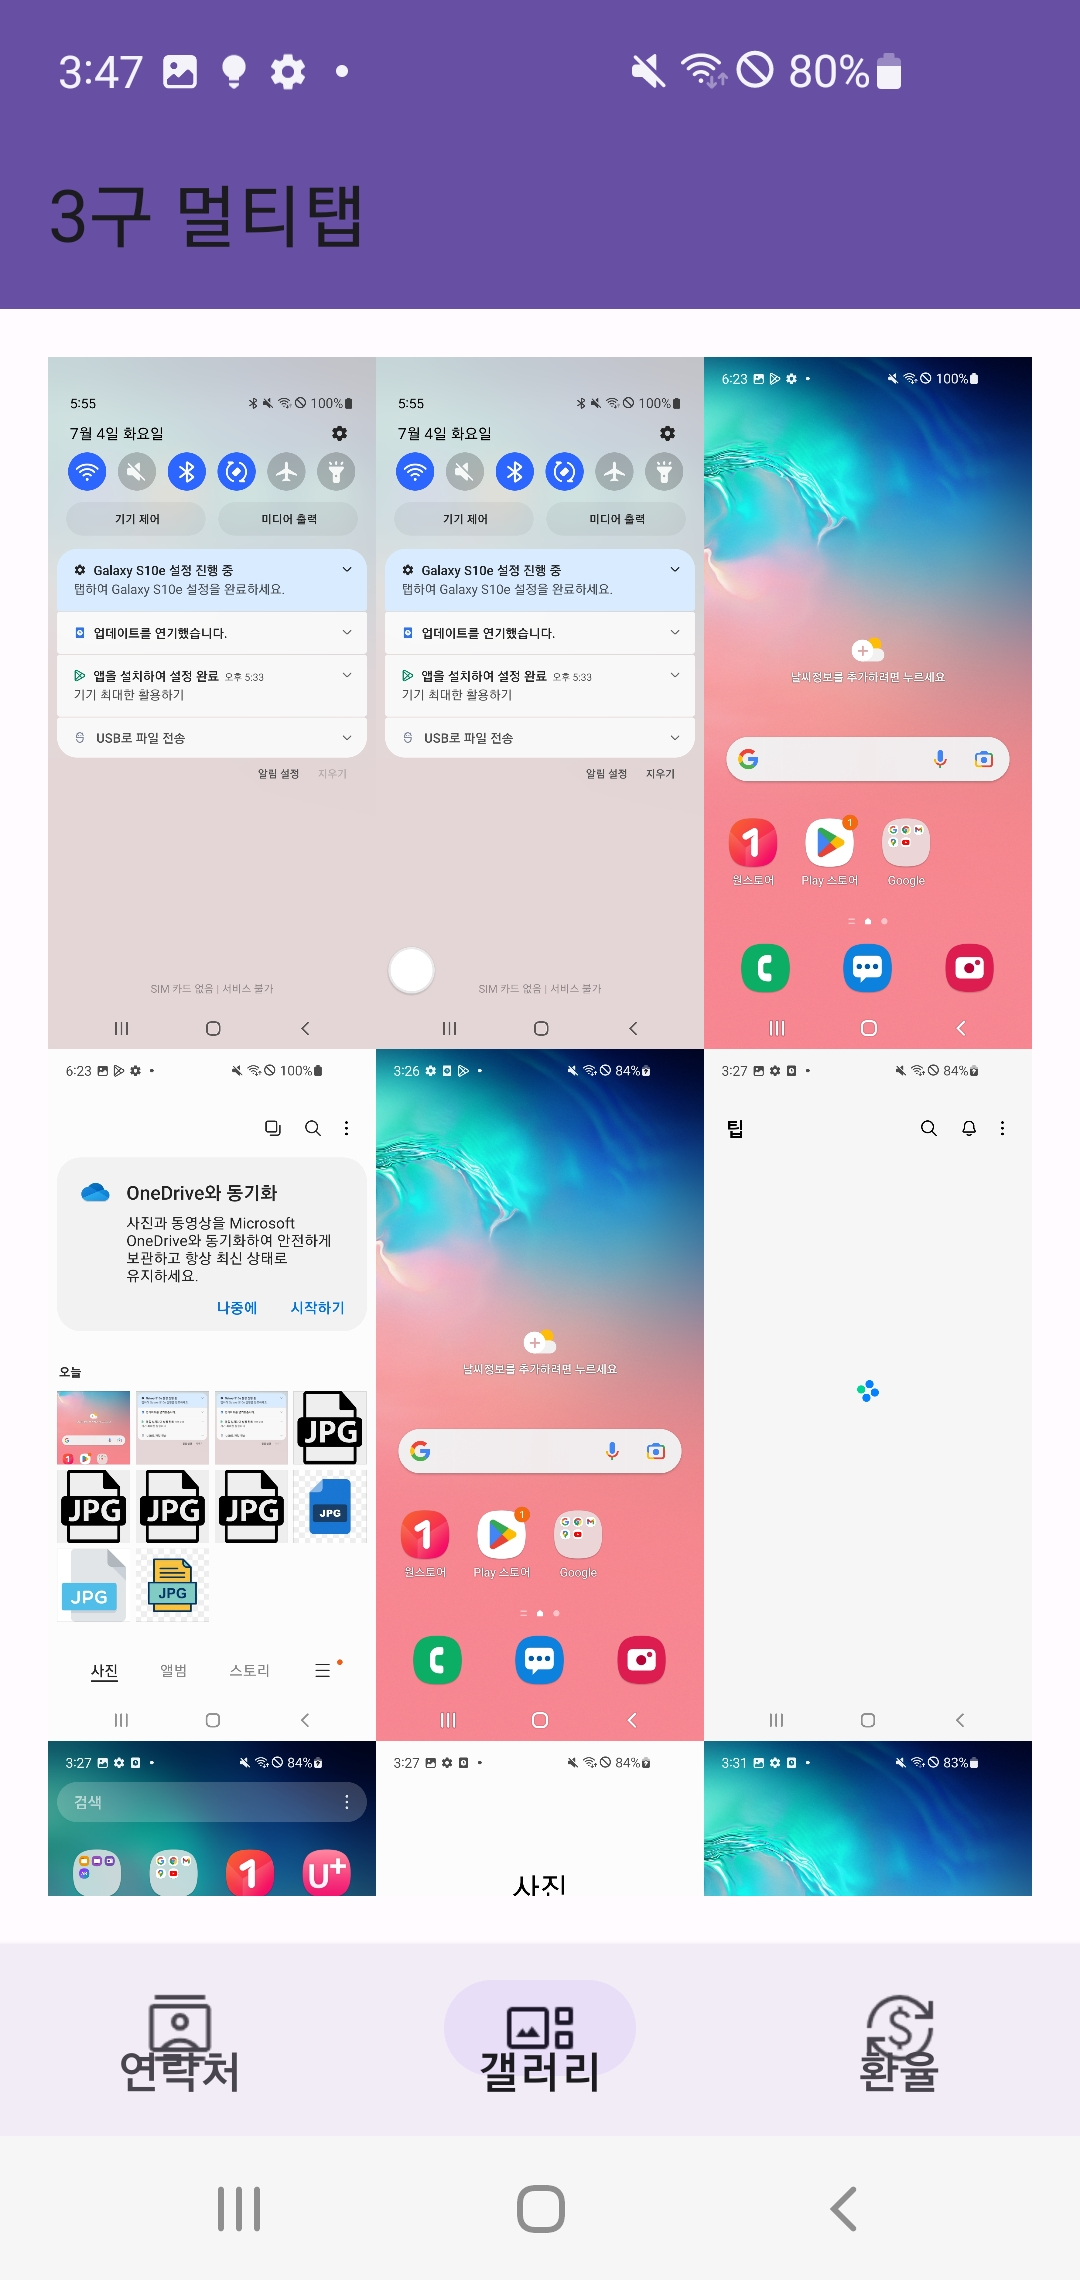 3:47 80%
3구 멀티탭
5:55 100%
7월 4일 화요일
기기 제어 미디어 출력
Galaxy S10e 설정 진행 중
탭하여 Galaxy S10e 설정을 완료하세요.
업데이트를 연기했습니다.
앱을 설치하여 설정 완료 오후 5:33
기기 최대한 활용하기
USB로 파일 전송
알림 설정 지우기
SIM 카드 없음 | 서비스 불가
5:55 100%
7월 4일 화요일
기기 제어 미디어 출력
Galaxy S10e 설정 진행 중
탭하여 Galaxy S10e 설정을 완료하세요.
업데이트를 연기했습니다.
앱을 설치하여 설정 완료 오후 5:33
기기 최대한 활용하기
USB로 파일 전송
알림 설정 지우기
SIM 카드 없음 | 서비스 불가
6:23 100%
날씨정보를 추가하려면 누르세요
1
원스토어 Play 스토어 Google
6:23 100%
OneDrive와 동기화
사진과 동영상을 Microsoft
OneDrive와 동기화하여 안전하게
보관하고 항상 최신 상태로
유지하세요.
나중에 시작하기
오늘
JPG
JPG JPG JPG JPG
JPG JPG
사진 앨범 스토리
3:26 84%
날씨정보를 추가하려면 누르세요
1
원스토어 Play 스토어 Google
3:27 84%
팁
3:27 84%
검색
U+
3:27 84%
사진
3:31 83%
연락처 갤러리 환율